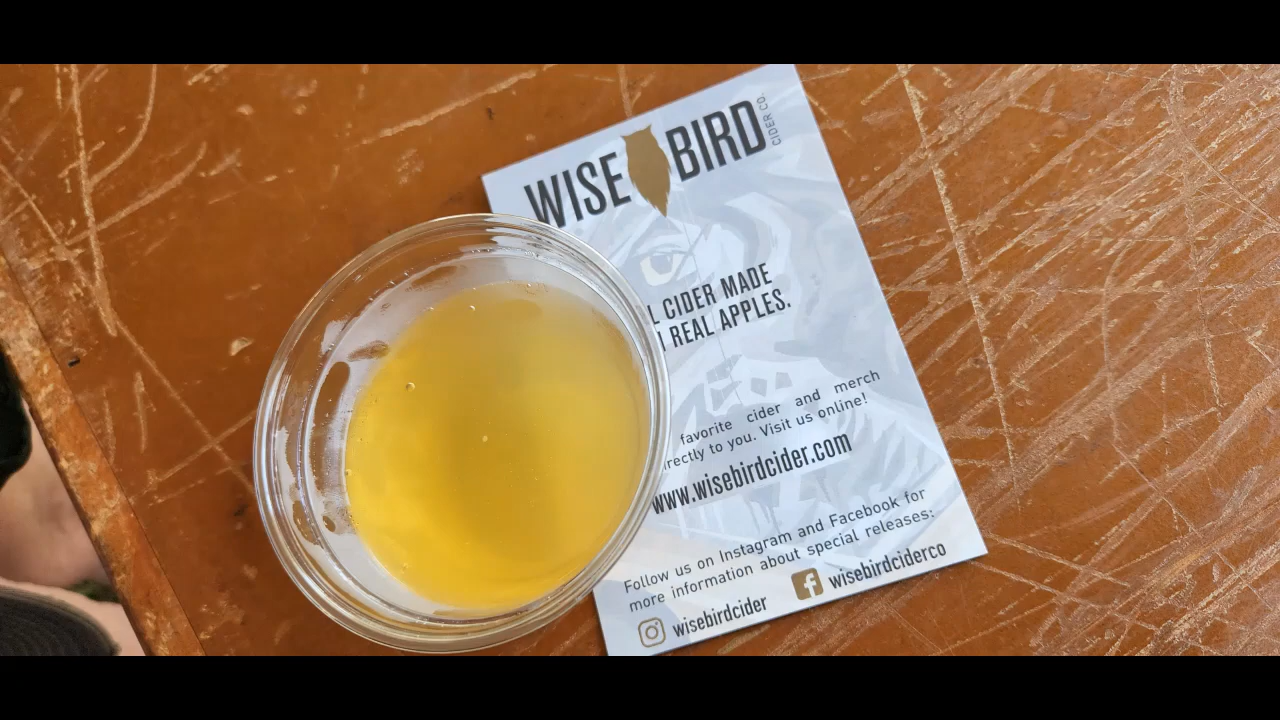 WISE BIRD
CIDER CO.
CIDER MADE
REAL APPLES.
favorite cider and merch
to you. Visit us online!
www.wisebirdcider.com
Follow us on Instagram and Facebook for
more information about special releases:
wisebirdcider
wisebirdciderco